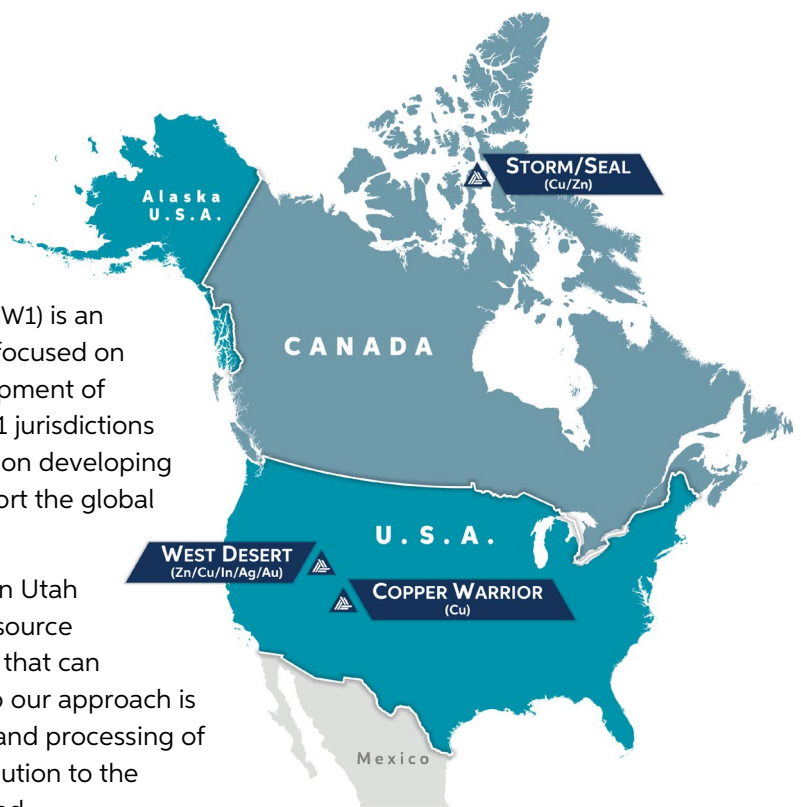 STORM/SEAL
(Cu/Zn)
Alaska
U.S.A.
CANADA
W1) is an
focused on
pment of
1 jurisdictions
on developing
ort the global
U.S.A.
WEST DESERT
(Zn/Cu/In/Ag/Au)
COPPER WARRIOR
(Cu)
n Utah
source
that can
o our approach is
and processing of
ution to the
Mexico